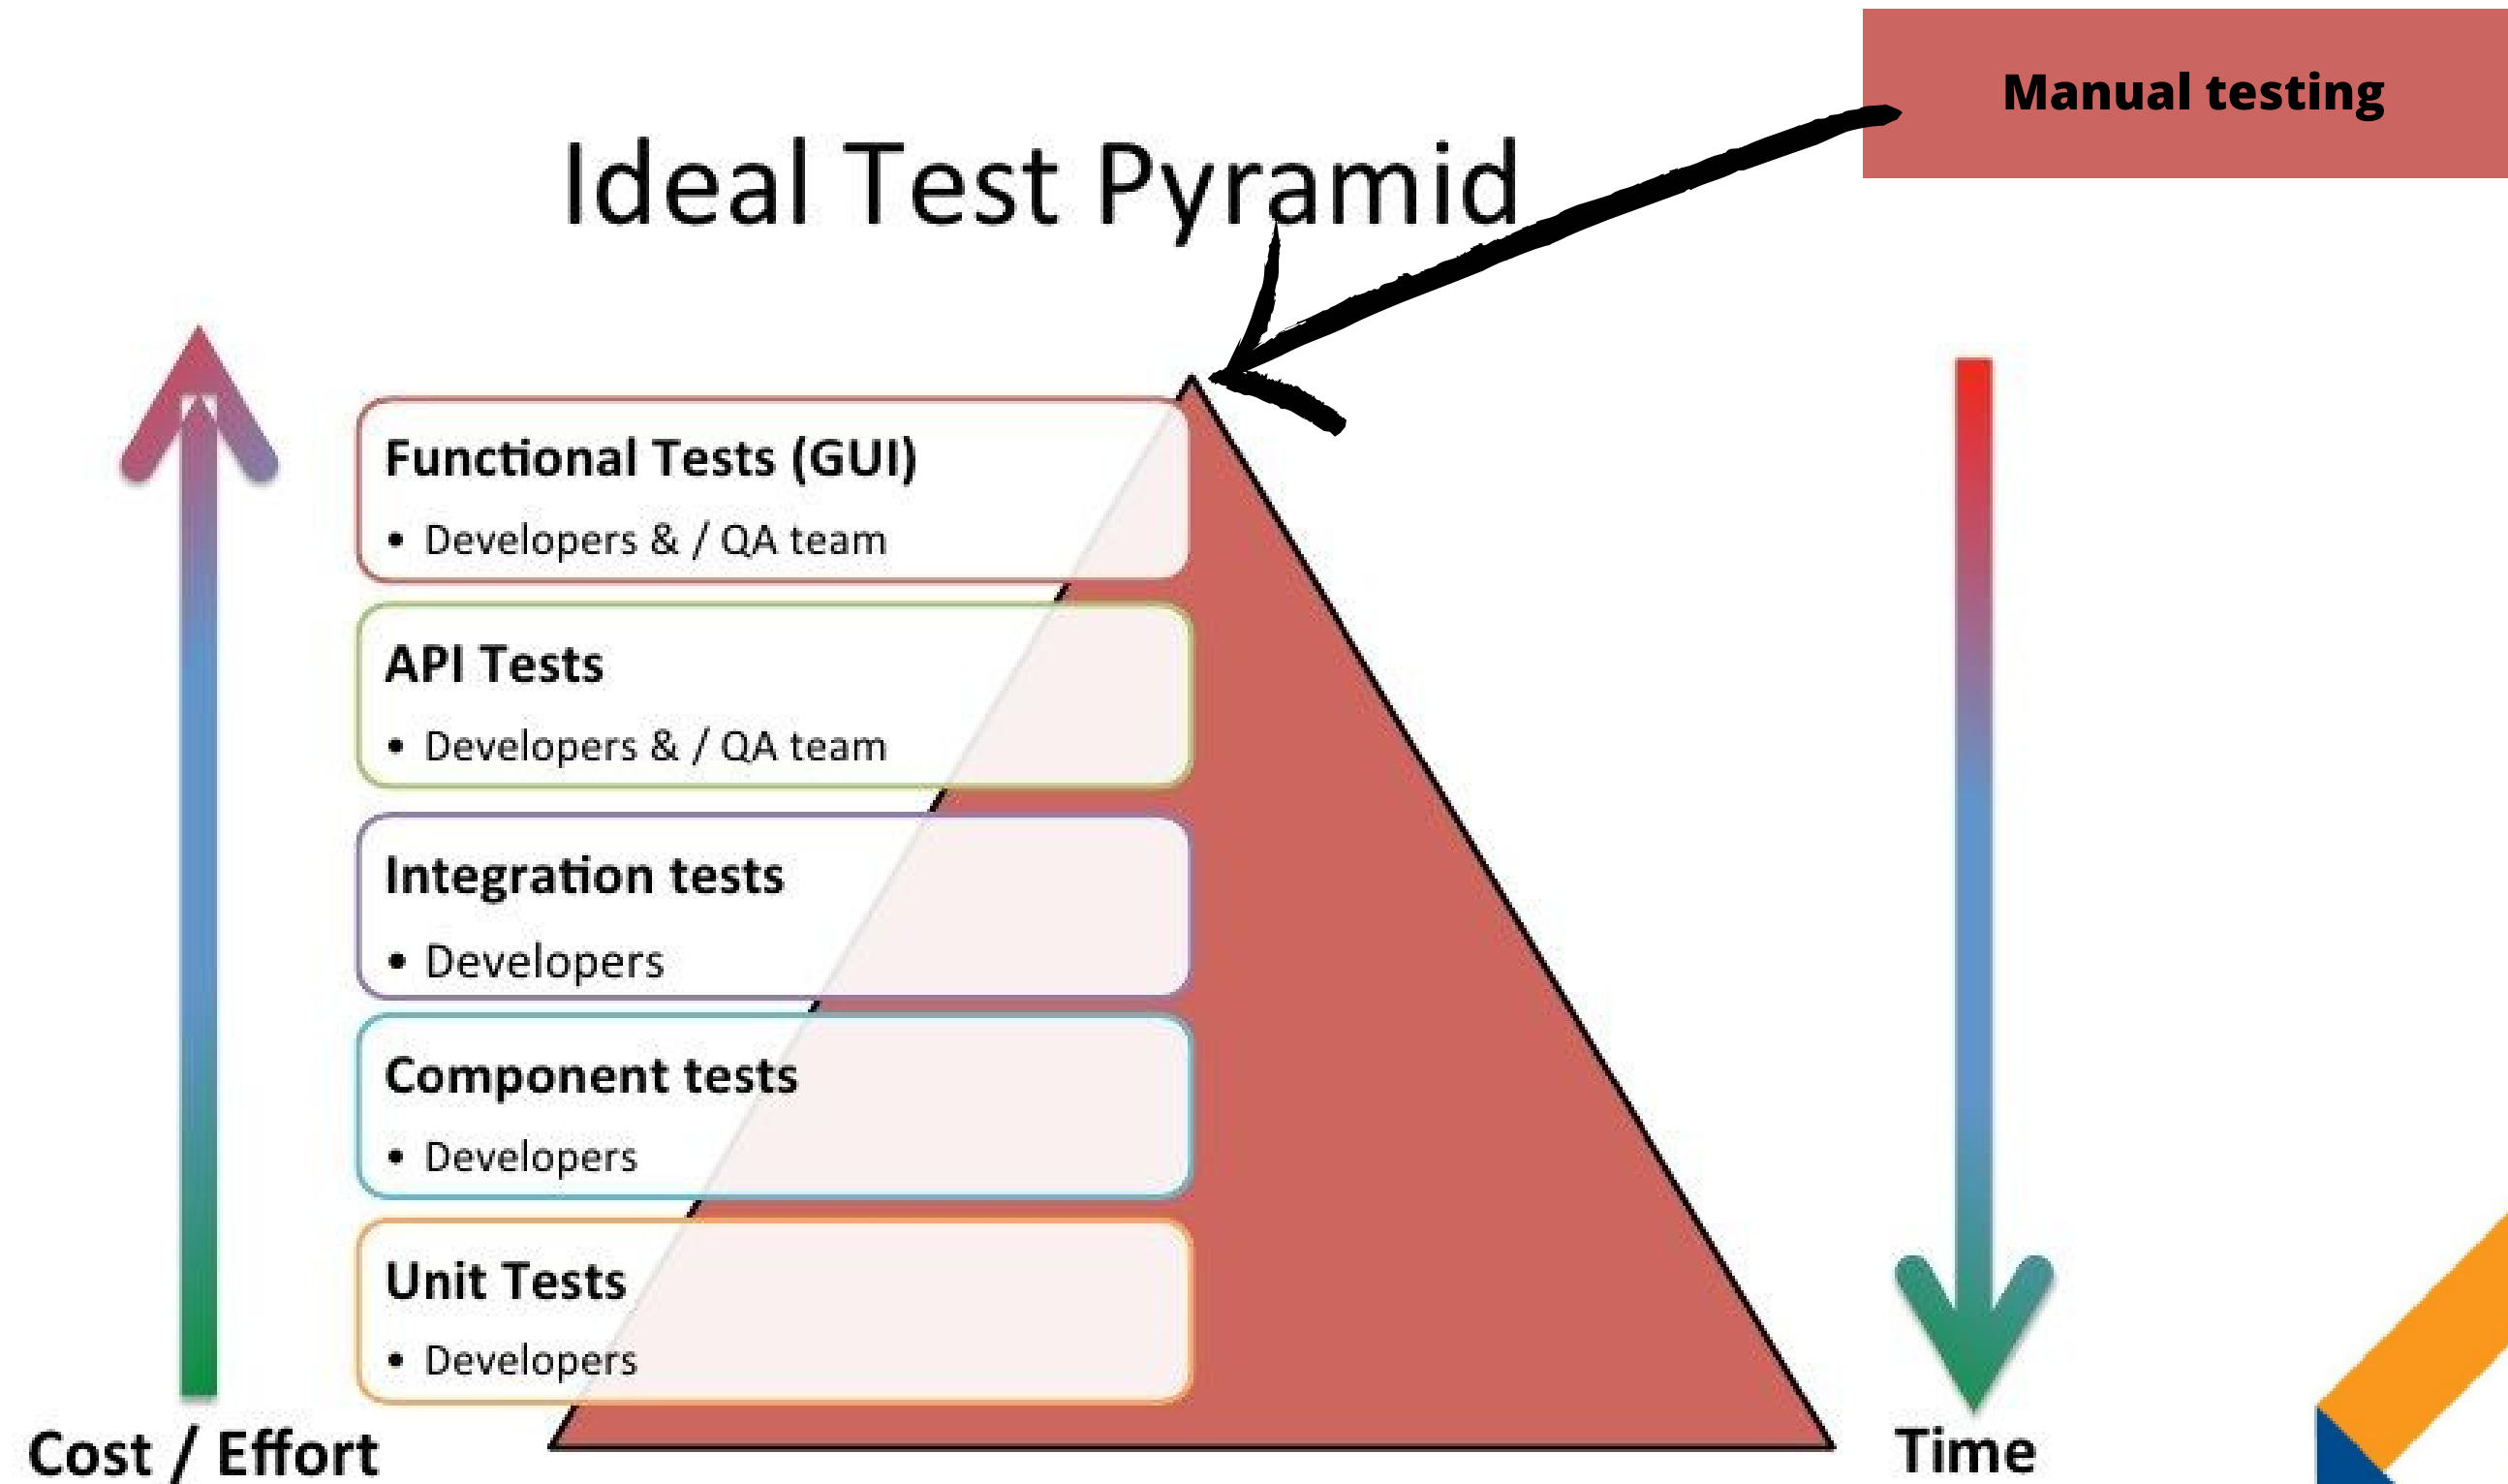 Manual testing
Ideal Test Pyramid
Functional Tests (GUI)
• Developers & / QA team
API Tests
• Developers & / QA team
Integration tests
• Developers
Component tests
• Developers
Unit Tests
• Developers
Cost / Effort
Time